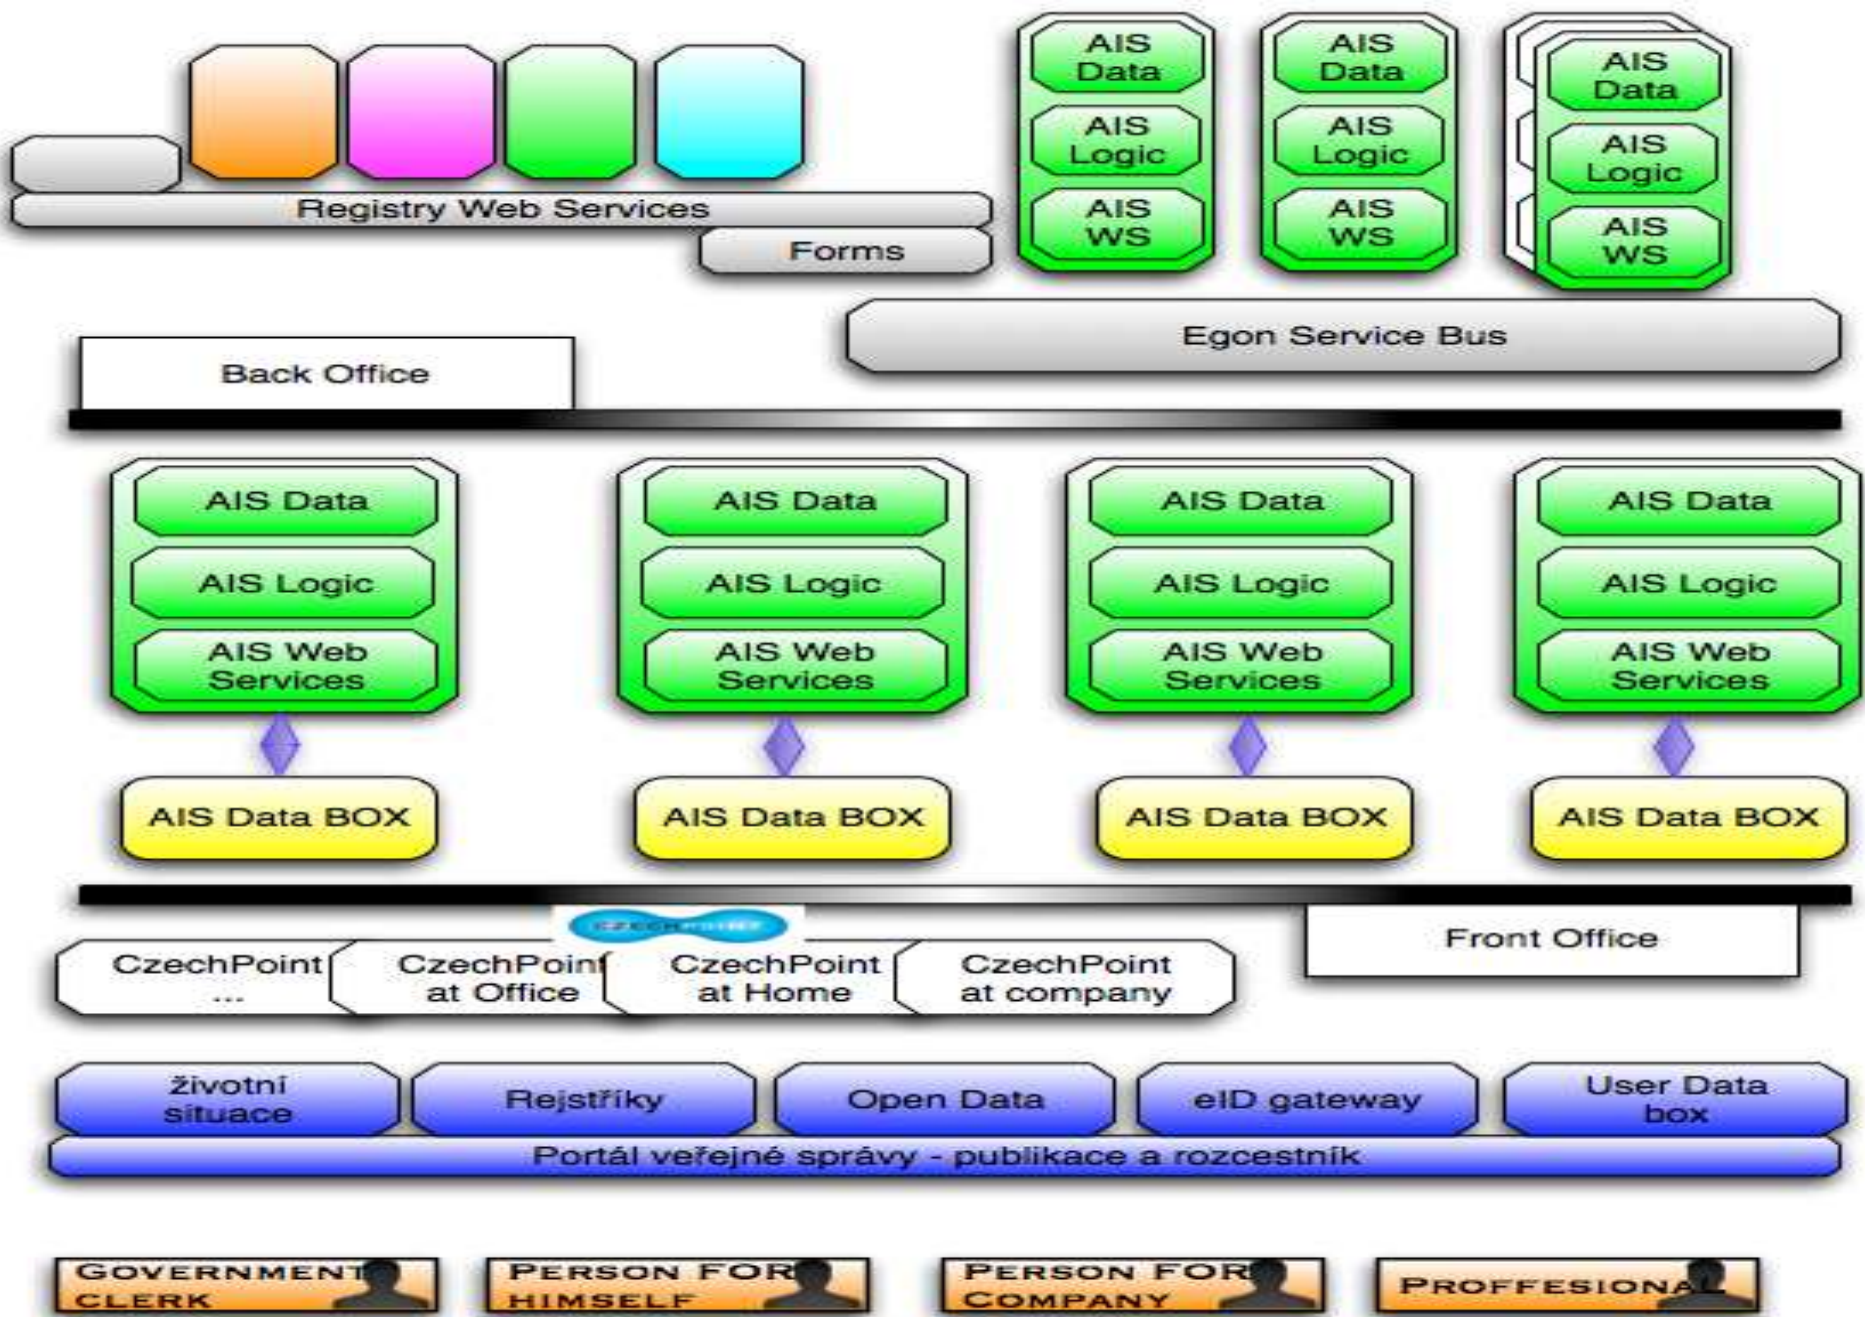 AIS
Data
AIS
Logic
AIS
WS
AIS
Data
AIS
Logic
AIS
WS
AIS
Data
AIS
Logic
AIS
WS
Registry Web Services
Forms
Egon Service Bus
Back Office
AIS Data
AIS Logic
AIS Web
Services
AIS Data
AIS Logic
AIS Web
Services
AIS Data
AIS Logic
AIS Web
Services
AIS Data
AIS Logic
AIS Web
Services
AIS Data BOX
AIS Data BOX
AIS Data BOX
AIS Data BOX
CZECHPOINT
Front Office
CzechPoint
...
CzechPoint
at Office
CzechPoint
at Home
CzechPoint
at company
životní
situace
Rejstříky
Open Data
eID gateway
User Data
box
Portál veřejné správy - publikace a rozcestník
GOVERNMENT
CLERK
PERSON FOR
HIMSELF
PERSON FOR
COMPANY
PROFFESIONAL